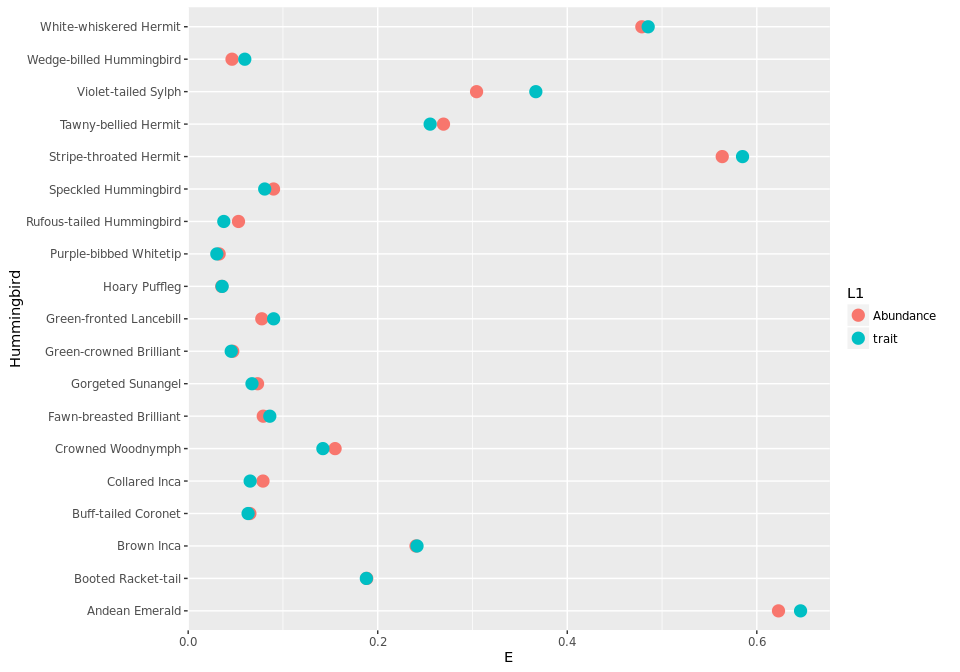 White-whiskered Hermit
Wedge-billed Hummingbird
Violet-tailed Sylph
Tawny-bellied Hermit
Stripe-throated Hermit
Speckled Hummingbird
Rufous-tailed Hummingbird
Purple-bibbed Whitetip
Hoary Puffleg
Green-fronted Lancebill
Green-crowned Brilliant
Gorgeted Sunangel
Fawn-breasted Brilliant
Crowned Woodnymph
Collared Inca
Buff-tailed Coronet
Brown Inca
Booted Racket-tail
Andean Emerald
Hummingbird
0.0 0.2 0.4 0.6
E
L1
Abundance
trait